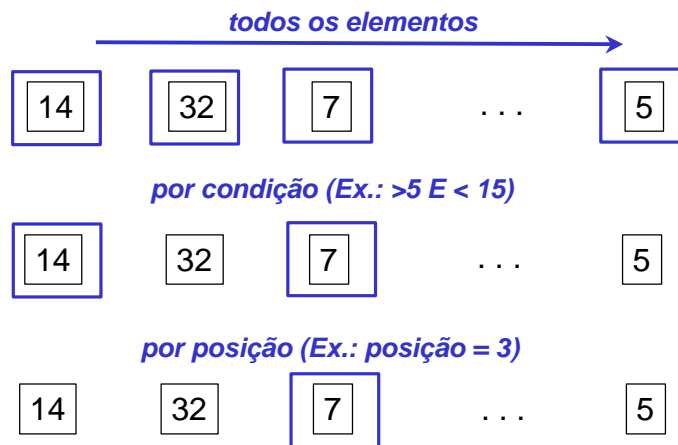 todos os elementos
14 32 7 . . . 5
por condição (Ex.: >5 E < 15)
14 32 7 . . . 5
por posição (Ex.: posição = 3)
14 32 7 . . . 5